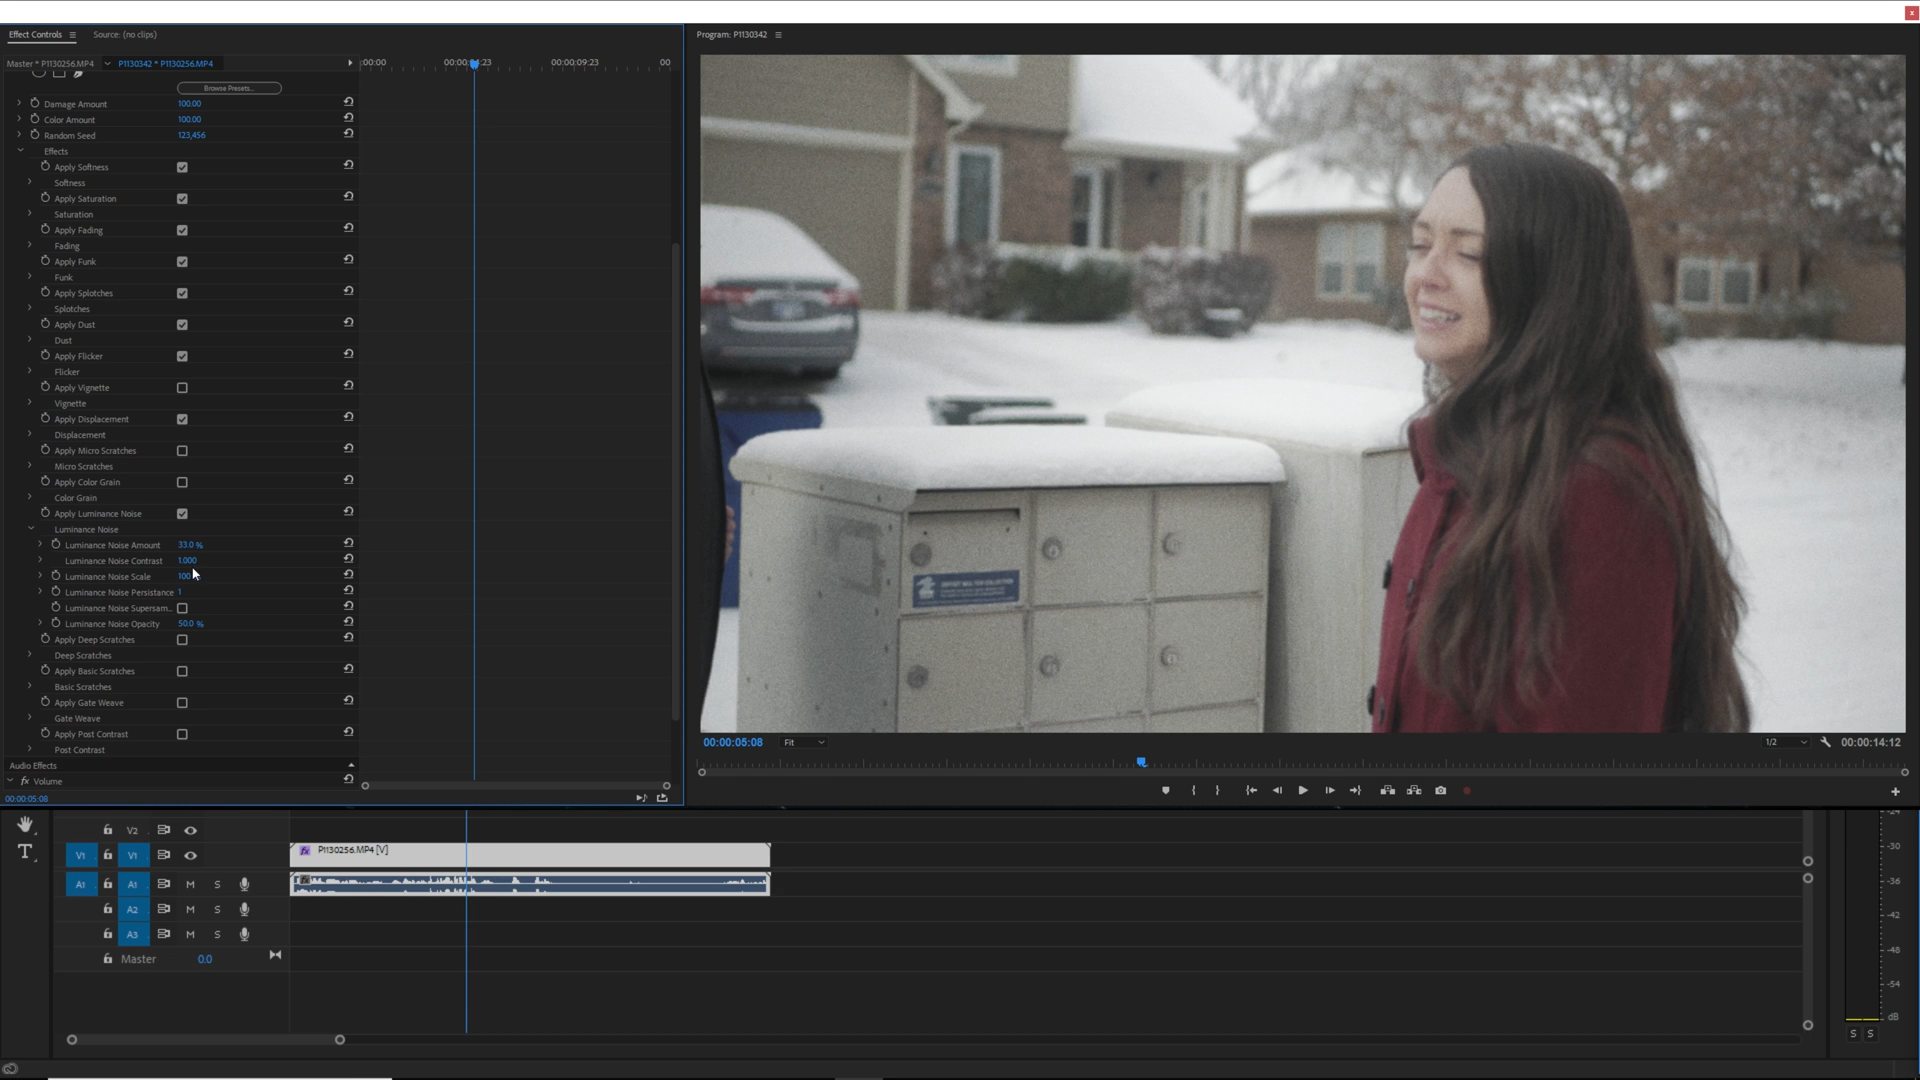 Effect Controls
Source: (no clips)
Master * P1130256.MP4
P1130342 * P1130256.MP4
:00:00
00:00:04:23
00:00:09:23
00
Browse Presets...
Damage Amount 100.00
Color Amount 100.00
Random Seed 123,456
Effects
Apply Softness
Softness
Apply Saturation
Saturation
Apply Fading
Fading
Apply Funk
Funk
Apply Splotches
Splotches
Apply Dust
Dust
Apply Flicker
Flicker
Apply Vignette
Vignette
Apply Displacement
Displacement
Apply Micro Scratches
Micro Scratches
Apply Color Grain
Color Grain
Apply Luminance Noise
Luminance Noise
Luminance Noise Amount 33.0 %
Luminance Noise Contrast 1.000
Luminance Noise Scale 100
Luminance Noise Persistance 1
Luminance Noise Supersam...
Luminance Noise Opacity 50.0 %
Apply Deep Scratches
Deep Scratches
Apply Basic Scratches
Basic Scratches
Apply Gate Weave
Gate Weave
Apply Post Contrast
Post Contrast
Audio Effects
fx Volume
00:00:05:08
Program: P1130342
00:00:05:08
Fit
1/2
00:00:14:12
V2
V1 V1
fx P1130256.MP4 [V]
A1 A1 M S
A2 M S
A3 M S
Master 0.0
-24
-30
-36
-42
-48
-54
dB
S S